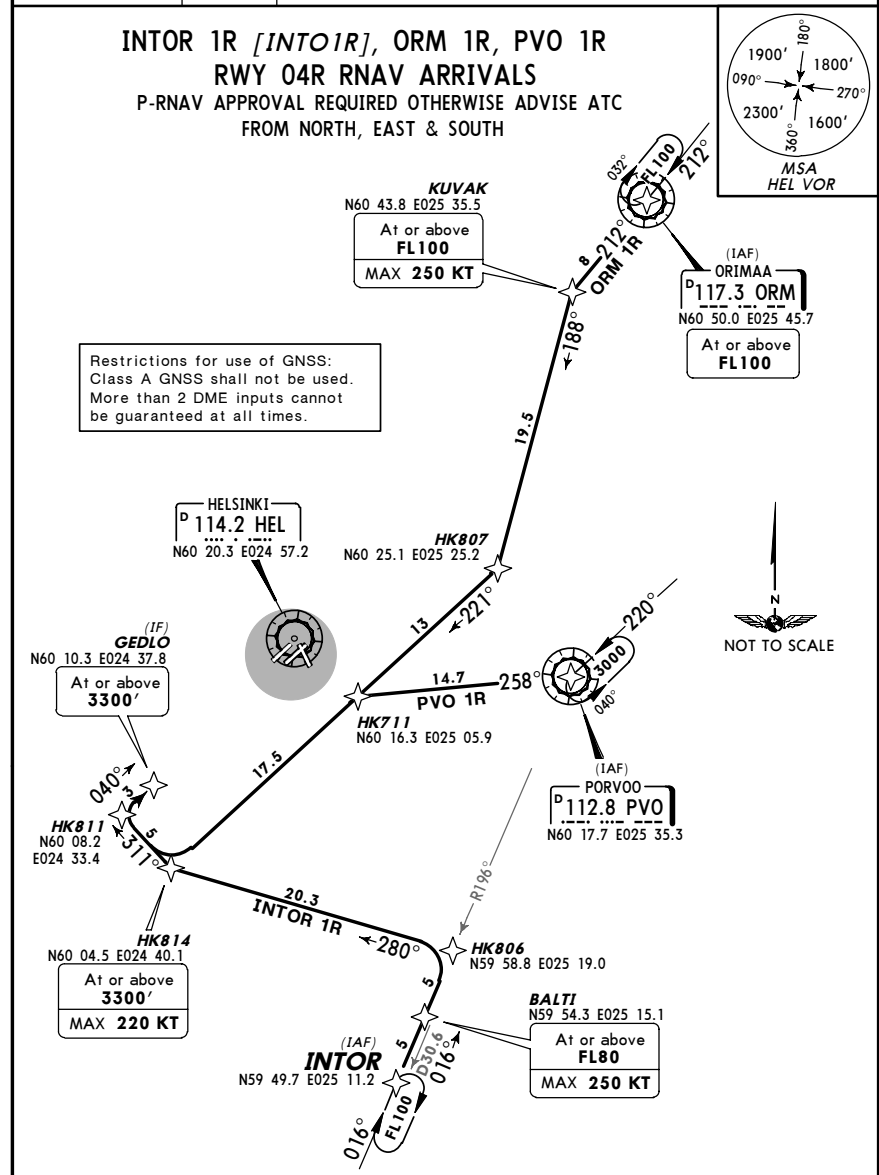 INTOR 1R [INTO1R], ORM 1R, PVO 1R
RWY 04R RNAV ARRIVALS
P-RNAV APPROVAL REQUIRED OTHERWISE ADVISE ATC
FROM NORTH, EAST & SOUTH
180°
1900'
1800'
090°
270°
2300'
1600'
360°
MSA
HEL VOR
KUVAK
N60 43.8 E025 35.5
At or above
FL100
MAX 250 KT
032°
FL100
212°
212°
8
ORM 1R
(IAF)
ORIMAA
D 117.3 ORM
N60 50.0 E025 45.7
At or above
FL100
188°
Restrictions for use of GNSS:
Class A GNSS shall not be used.
More than 2 DME inputs cannot
be guaranteed at all times.
19.5
HELSINKI
D 114.2 HEL
N60 20.3 E024 57.2
HK807
N60 25.1 E025 25.2
221°
13
N
NOT TO SCALE
220°
3000
040°
14.7
258°
PVO 1R
(IF)
GEDLO
N60 10.3 E024 37.8
At or above
3300'
HK711
N60 16.3 E025 05.9
(IAF)
PORVOO
D 112.8 PVO
N60 17.7 E025 35.3
17.5
040°
3
HK811
N60 08.2
E024 33.4
5
311°
R196°
20.3
INTOR 1R
280°
HK814
N60 04.5 E024 40.1
At or above
3300'
MAX 220 KT
HK806
N59 58.8 E025 19.0
5
BALTI
N59 54.3 E025 15.1
At or above
FL80
MAX 250 KT
5
D30.6
016°
(IAF)
INTOR
N59 49.7 E025 11.2
FL100
016°